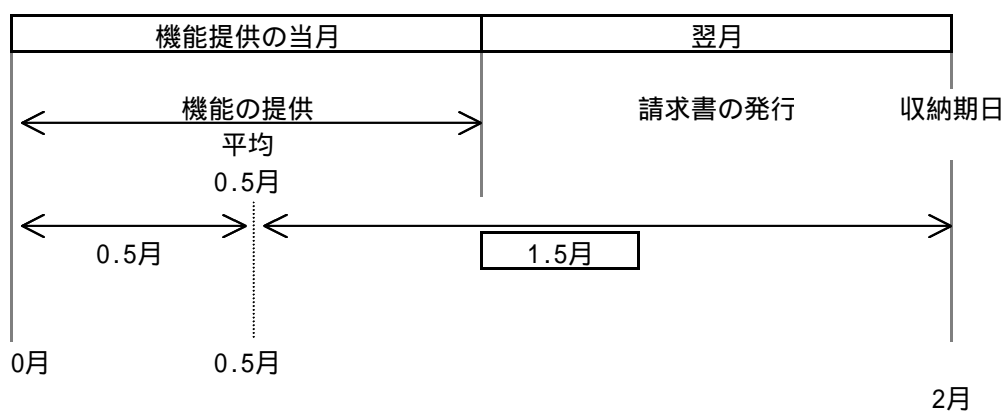 機能提供の当月 翌月
機能の提供 請求書の発行 収納期日
平均
0.5月
0.5月 1.5月
0月 0.5月
2月